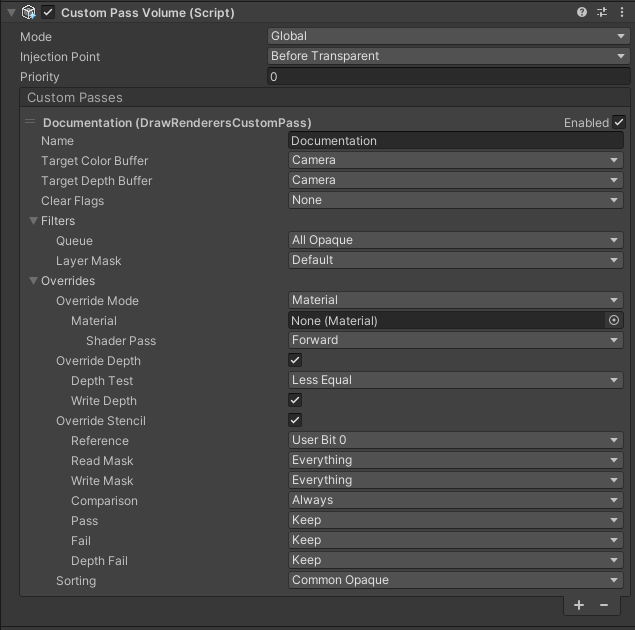 Custom Pass Volume (Script)
Mode Global
Injection Point Before Transparent
Priority 0
Custom Passes
Documentation (DrawRenderersCustomPass) Enabled
Name Documentation
Target Color Buffer Camera
Target Depth Buffer Camera
Clear Flags None
Filters
Queue All Opaque
Layer Mask Default
Overrides
Override Mode Material
Material None (Material)
Shader Pass Forward
Override Depth
Depth Test Less Equal
Write Depth
Override Stencil
Reference User Bit 0
Read Mask Everything
Write Mask Everything
Comparison Always
Pass Keep
Fail Keep
Depth Fail Keep
Sorting Common Opaque